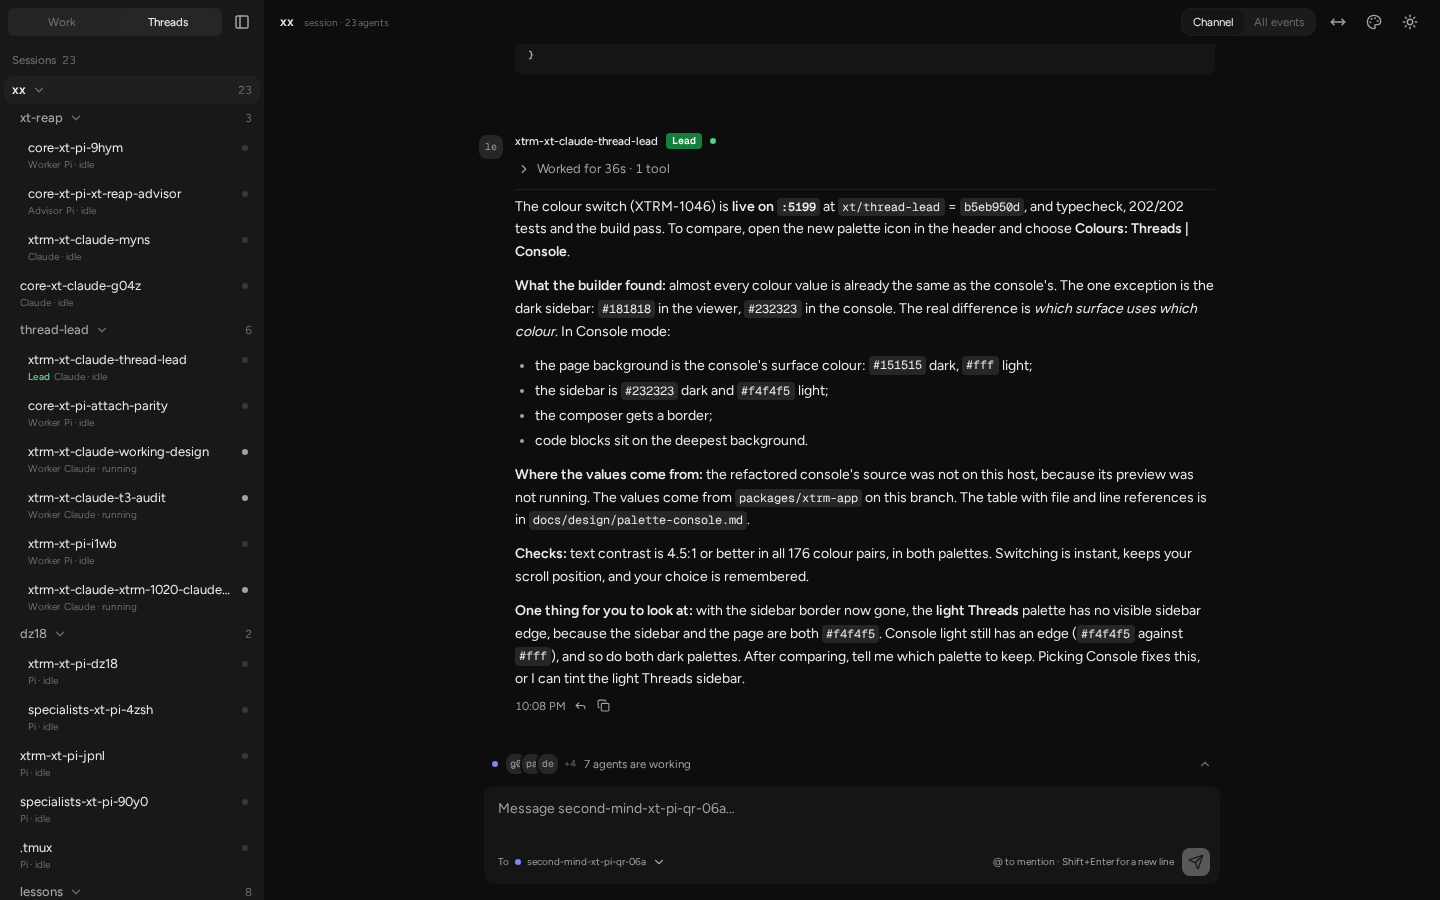 Work
Threads
Sessions 23
xx 23
xt-reap 3
core-xt-pi-9hym
Worker Pi · idle
core-xt-pi-xt-reap-advisor
Advisor Pi · idle
xtrm-xt-claude-myns
Claude · idle
core-xt-claude-g04z
Claude · idle
thread-lead 6
xtrm-xt-claude-thread-lead
Lead Claude · idle
core-xt-pi-attach-parity
Worker Pi · idle
xtrm-xt-claude-working-design
Worker Claude · running
xtrm-xt-claude-t3-audit
Worker Claude · running
xtrm-xt-pi-i1wb
Worker Pi · idle
xtrm-xt-claude-xtrm-1020-claude...
Worker Claude · running
dz18 2
xtrm-xt-pi-dz18
Pi · idle
specialists-xt-pi-4zsh
Pi · idle
xtrm-xt-pi-jpnl
Pi · idle
specialists-xt-pi-90y0
Pi · idle
.tmux
Pi · idle
lessons 8
xx session · 23 agents
Channel All events
}
le xtrm-xt-claude-thread-lead Lead
Worked for 36s · 1 tool
The colour switch (XTRM-1046) is live on :5199 at xt/thread-lead = b5eb950d, and typecheck, 202/202
tests and the build pass. To compare, open the new palette icon in the header and choose Colours: Threads |
Console.
What the builder found: almost every colour value is already the same as the console's. The one exception is the
dark sidebar: #181818 in the viewer, #232323 in the console. The real difference is which surface uses which
colour. In Console mode:
• the page background is the console's surface colour: #151515 dark, #fff light;
• the sidebar is #232323 dark and #f4f4f5 light;
• the composer gets a border;
• code blocks sit on the deepest background.
Where the values come from: the refactored console's source was not on this host, because its preview was
not running. The values come from packages/xtrm-app on this branch. The table with file and line references is
in docs/design/palette-console.md.
Checks: text contrast is 4.5:1 or better in all 176 colour pairs, in both palettes. Switching is instant, keeps your
scroll position, and your choice is remembered.
One thing for you to look at: with the sidebar border now gone, the light Threads palette has no visible sidebar
edge, because the sidebar and the page are both #f4f4f5. Console light still has an edge (#f4f4f5 against
#fff), and so do both dark palettes. After comparing, tell me which palette to keep. Picking Console fixes this,
or I can tint the light Threads sidebar.
10:08 PM
pa de +4 7 agents are working
Message second-mind-xt-pi-qr-06a...
To second-mind-xt-pi-qr-06a
@ to mention · Shift+Enter for a new line